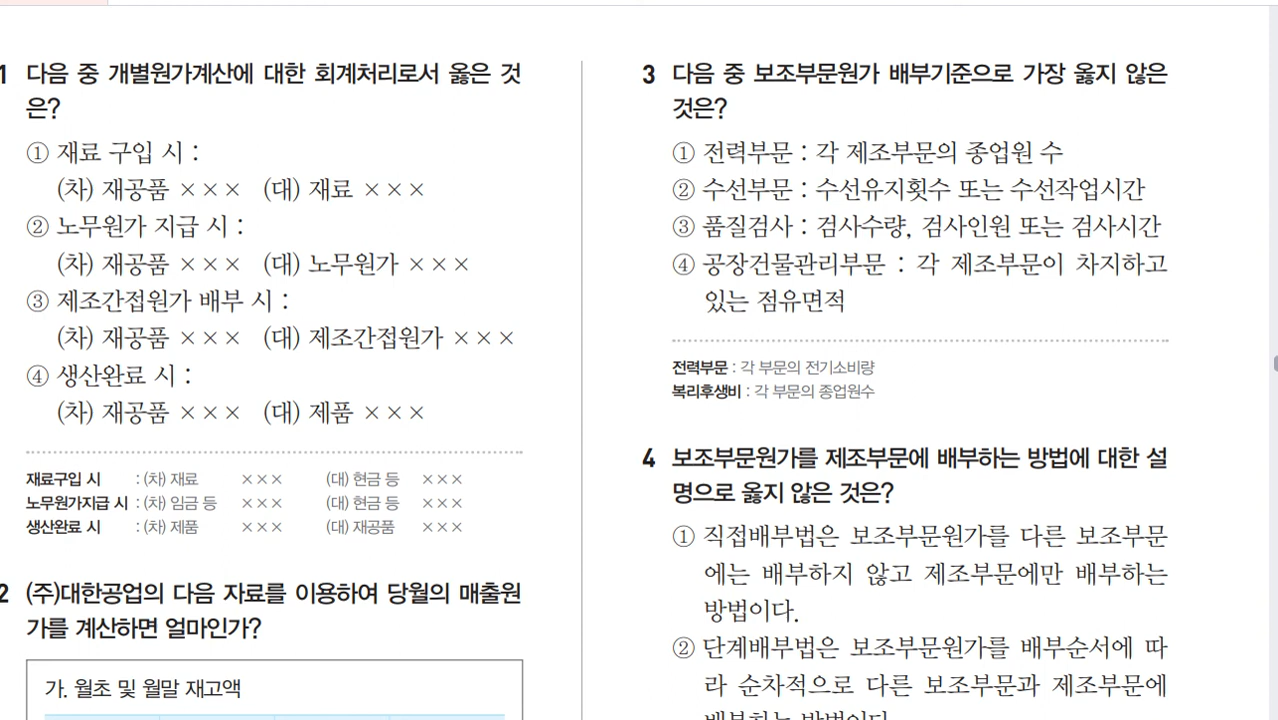 1 다음 중 개별원가계산에 대한 회계처리로서 옳은 것
은?
① 재료 구입 시 :
(차) 재공품 ××× (대) 재료 ×××
② 노무원가 지급 시 :
(차) 재공품 ××× (대) 노무원가 ×××
③ 제조간접원가 배부 시 :
(차) 재공품 ××× (대) 제조간접원가 ×××
④ 생산완료 시 :
(차) 재공품 ××× (대) 제품 ×××
재료구입 시 : (차) 재료 ××× (대) 현금 등 ×××
노무원가지급 시 : (차) 임금 등 ××× (대) 현금 등 ×××
생산완료 시 : (차) 제품 ××× (대) 재공품 ×××
2 (주)대한공업의 다음 자료를 이용하여 당월의 매출원
가를 계산하면 얼마인가?
가. 월초 및 월말 재고액
3 다음 중 보조부문원가 배부기준으로 가장 옳지 않은
것은?
① 전력부문 : 각 제조부문의 종업원 수
② 수선부문 : 수선유지횟수 또는 수선작업시간
③ 품질검사 : 검사수량, 검사인원 또는 검사시간
④ 공장건물관리부문 : 각 제조부문이 차지하고
있는 점유면적
전력부문 : 각 부문의 전기소비량
복리후생비 : 각 부문의 종업원수
4 보조부문원가를 제조부문에 배부하는 방법에 대한 설
명으로 옳지 않은 것은?
① 직접배부법은 보조부문원가를 다른 보조부문
에는 배부하지 않고 제조부문에만 배부하는
방법이다.
② 단계배부법은 보조부문원가를 배부순서에 따
라 순차적으로 다른 보조부문과 제조부문에
배부하는 방법이다